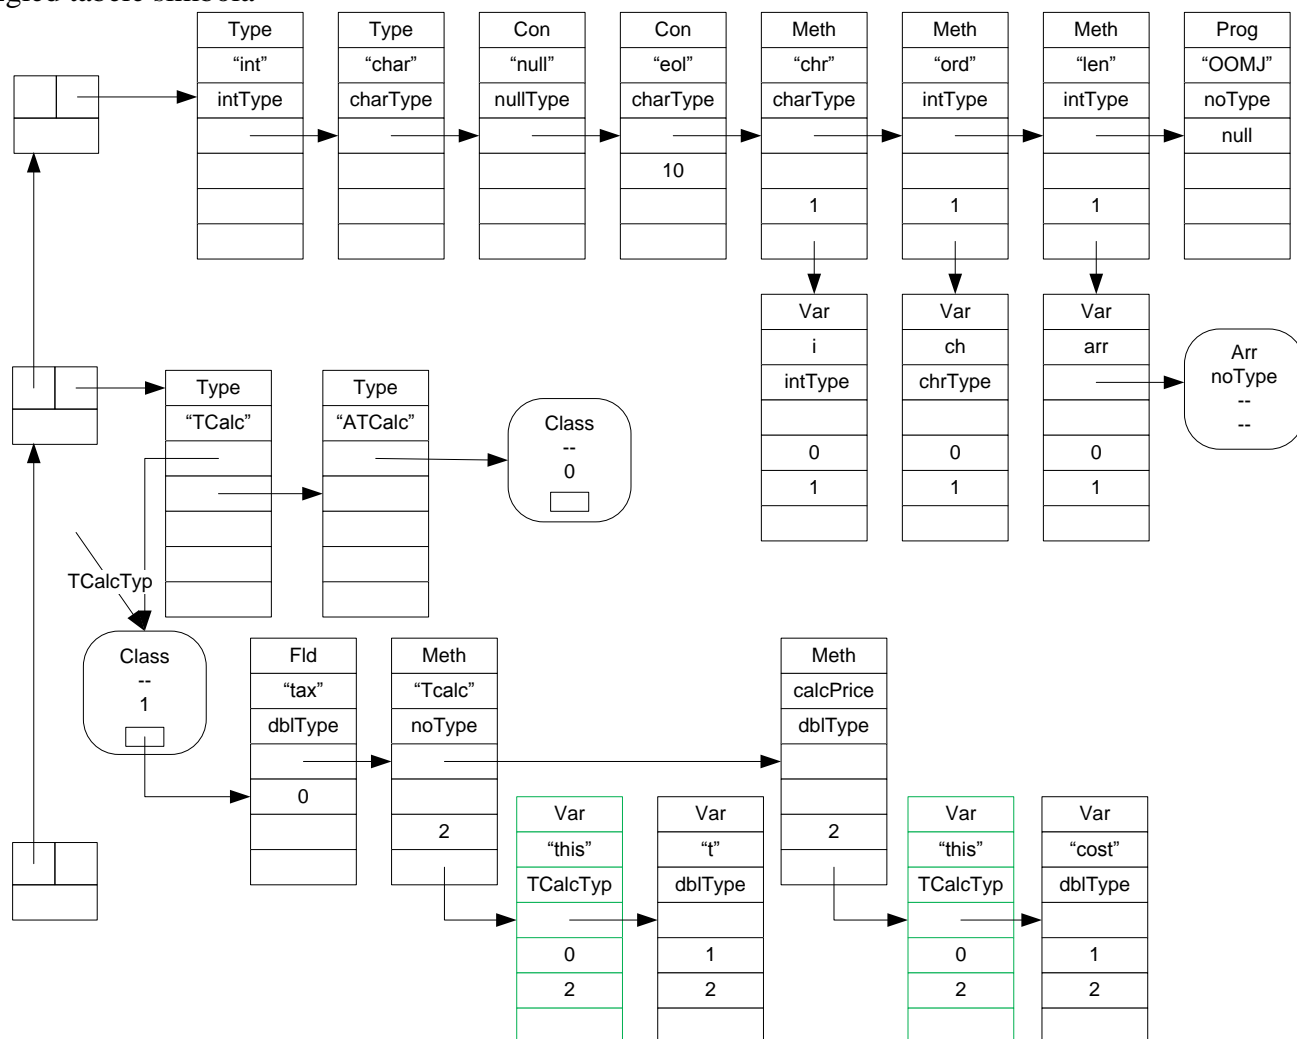 Type
“int”
intType
Type
“char”
charType
Con
“null”
nullType
Con
“eol”
charType
10
Meth
“chr”
charType
1
Meth
“ord”
intType
1
Meth
“len”
intType
1
Prog
“OOMJ”
noType
null
Var
i
intType
0
1
Var
ch
chrType
0
1
Var
arr
0
1
Arr
noType
--
--
Type
“TCalc”
Type
“ATCalc”
Class
--
0
TCalcTyp
Class
--
1
Fld
“tax”
dblType
0
Meth
“Tcalc”
noType
2
Meth
calcPrice
dblType
2
Var
“this”
TCalcTyp
0
2
Var
“t”
dblType
1
2
Var
“this”
TCalcTyp
0
2
Var
“cost”
dblType
1
2